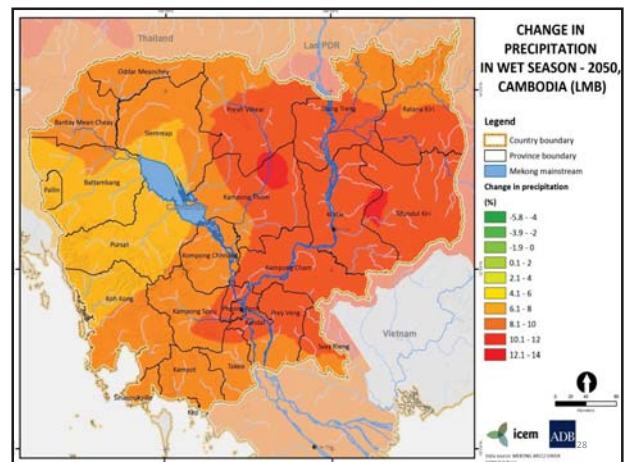 CHANGE IN
PRECIPITATION
IN WET SEASON - 2050,
CAMBODIA (LMB)
Legend
Country boundary
Province boundary
Mekong mainstream
Change in precipitation
(%)
-5.8 - -4
-3.9 - -2
-1.9 - 0
0.1 - 2
2.1 - 4
4.1 - 6
6.1 - 8
8.1 - 10
10.1 - 12
12.1 - 14
Thailand
Lao PDR
Oddar Meanchey
Preah Vihear
Stung Treng
Ratana Kiri
Bantay Mean Cheay
Siemreap
Pailin
Battambang
Kampong Thom
Kratie
Mondul Kiri
Pursat
Kampong Chhnang
Kampong Cham
Koh Kong
Kampong Speu
Kandal
Prey Veng
Vietnam
Svay Rieng
Kampot
Takeo
Sihanoukville
Kep
icem
ADB
28